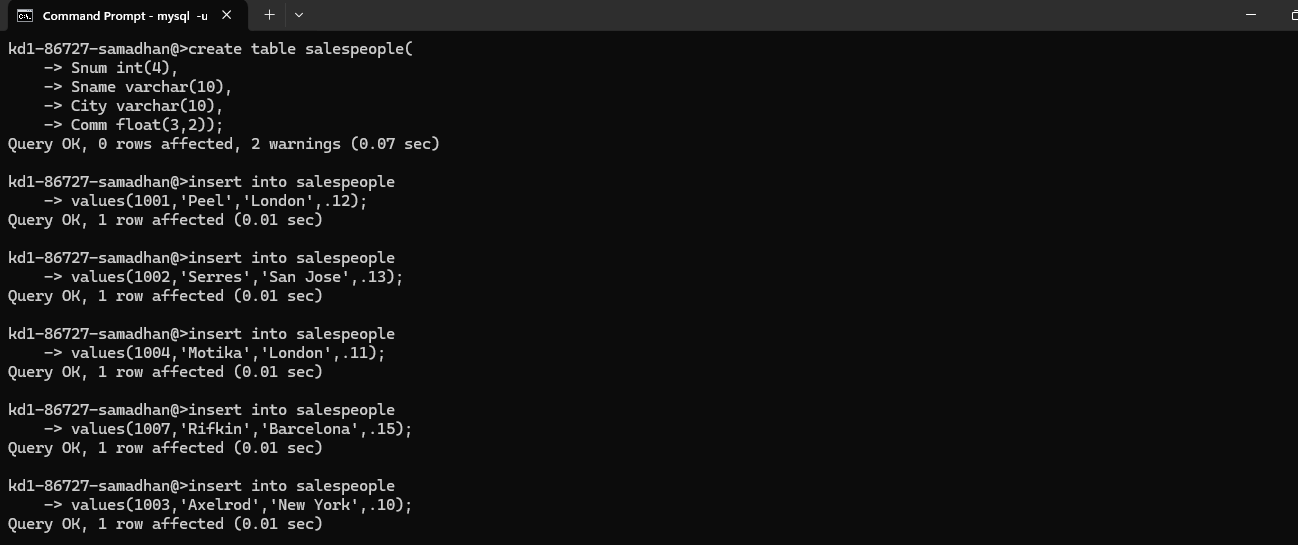 Command Prompt - mysql -u
kd1-86727-samadhan@>create table salespeople(
    -> Snum int(4),
    -> Sname varchar(10),
    -> City varchar(10),
    -> Comm float(3,2));
Query OK, 0 rows affected, 2 warnings (0.07 sec)
kd1-86727-samadhan@>insert into salespeople
    -> values(1001,'Peel','London',.12);
Query OK, 1 row affected (0.01 sec)
kd1-86727-samadhan@>insert into salespeople
    -> values(1002,'Serres','San Jose',.13);
Query OK, 1 row affected (0.01 sec)
kd1-86727-samadhan@>insert into salespeople
    -> values(1004,'Motika','London',.11);
Query OK, 1 row affected (0.01 sec)
kd1-86727-samadhan@>insert into salespeople
    -> values(1007,'Rifkin','Barcelona',.15);
Query OK, 1 row affected (0.01 sec)
kd1-86727-samadhan@>insert into salespeople
    -> values(1003,'Axelrod','New York',.10);
Query OK, 1 row affected (0.01 sec)